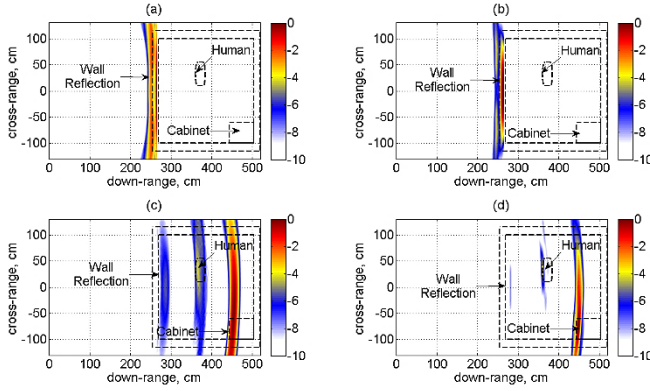 (a)
(b)
100
50
0
-50
-100
cross-range, cm
Wall
Reflection
Human
Cabinet
0 100 200 300 400 500
down-range, cm
0
-2
-4
-6
-8
-10
100
50
0
-50
-100
cross-range, cm
Wall
Reflection
Human
Cabinet
0 100 200 300 400 500
down-range, cm
0
-2
-4
-6
-8
-10
(c)
(d)
100
50
0
-50
-100
cross-range, cm
Wall
Reflection
Human
Cabinet
0 100 200 300 400 500
down-range, cm
0
-2
-4
-6
-8
-10
100
50
0
-50
-100
cross-range, cm
Wall
Reflection
Human
Cabinet
0 100 200 300 400 500
down-range, cm
0
-2
-4
-6
-8
-10